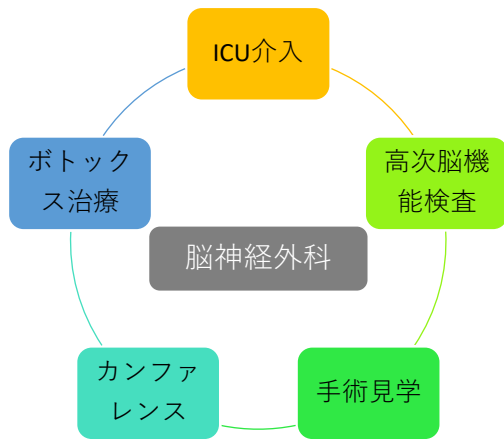 ICU介入
高次脳機
能検査
手術見学
カンファ
レンス
ボトック
ス治療
脳神経外科